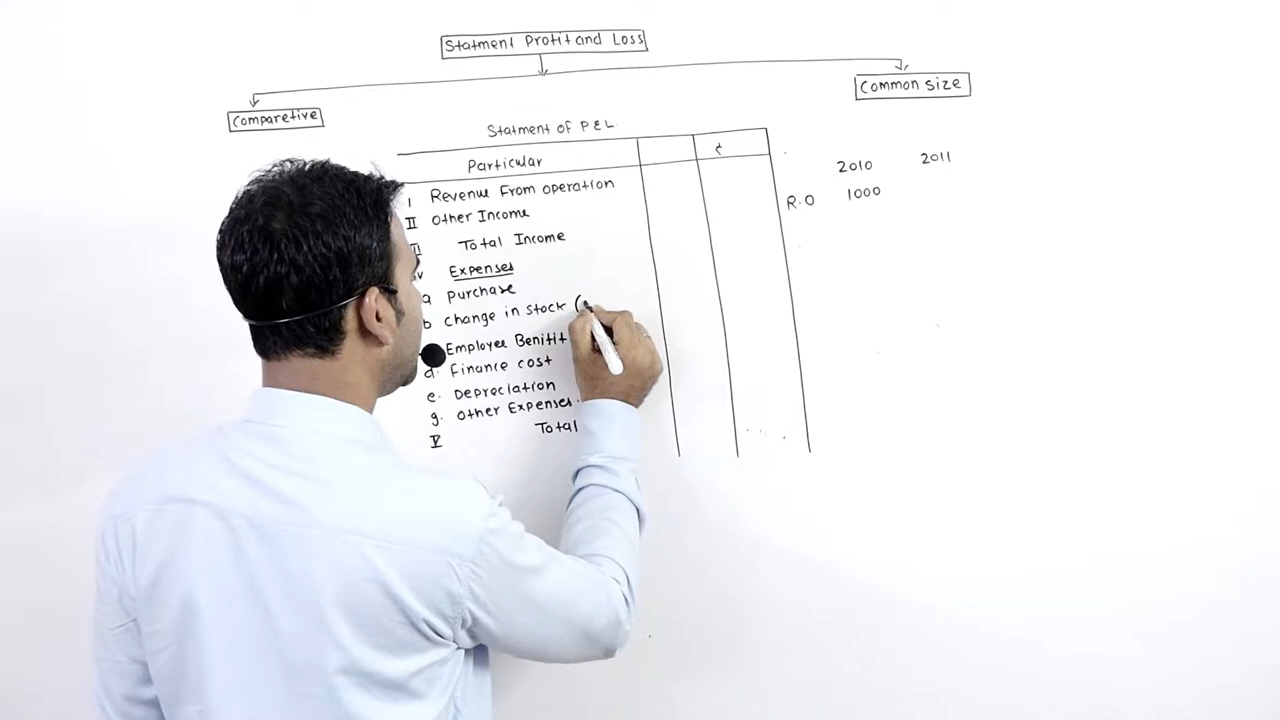 Statment Profit and Loss
Comparetive
Common size
Statment of P & L
Particular ₹
I Revenue From operation
II Other Income
Total Income
Expenses
a Purchase
b change in stock (
Employee Benitit
d. Finance cost
e. Depreciation
g. Other Expenses.
V Total
2010 2011
R.O 1000